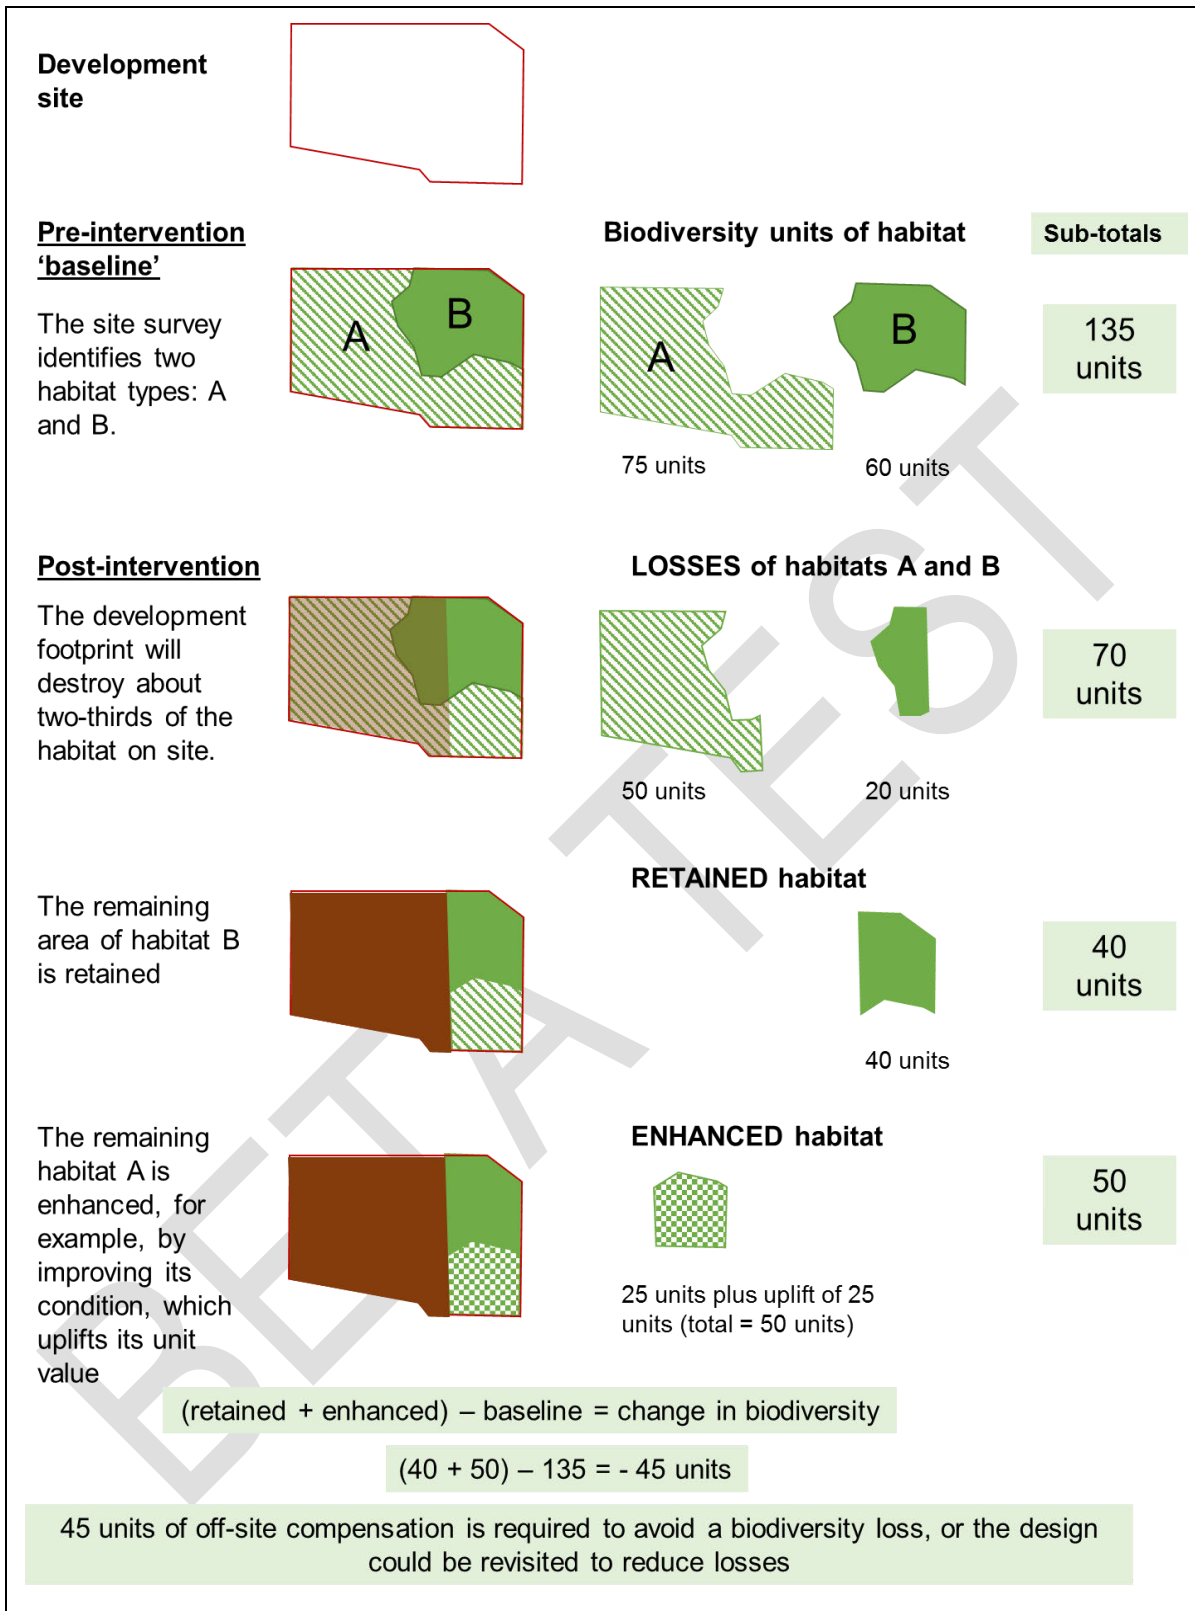 Development
site
Pre-intervention
‘baseline’
Biodiversity units of habitat
Sub-totals
The site survey
identifies two
habitat types: A
and B.
A
B
A
B
135
units
75 units
60 units
Post-intervention
LOSSES of habitats A and B
The development
footprint will
destroy about
two-thirds of the
habitat on site.
70
units
50 units
20 units
RETAINED habitat
The remaining
area of habitat B
is retained
40
units
40 units
ENHANCED habitat
The remaining
habitat A is
enhanced, for
example, by
improving its
condition, which
uplifts its unit
value
50
units
25 units plus uplift of 25
units (total = 50 units)
(retained + enhanced) – baseline = change in biodiversity
(40 + 50) – 135 = - 45 units
45 units of off-site compensation is required to avoid a biodiversity loss, or the design
could be revisited to reduce losses
BETA TEST